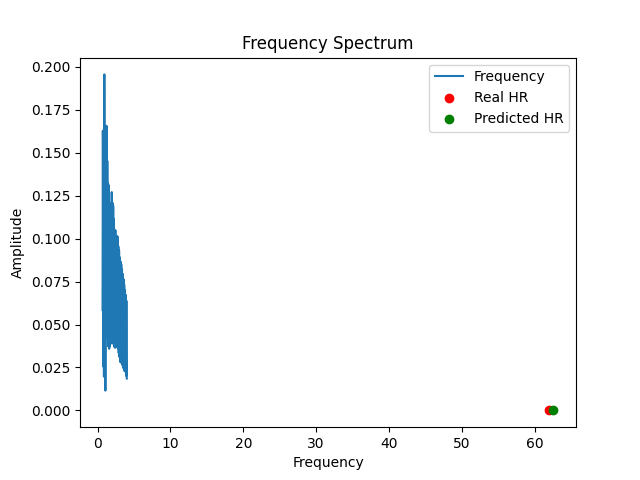 Frequency Spectrum
0.200
0.175
0.150
0.125
0.100
0.075
0.050
0.025
0.000
Amplitude
Frequency
Real HR
Predicted HR
0 10 20 30 40 50 60
Frequency